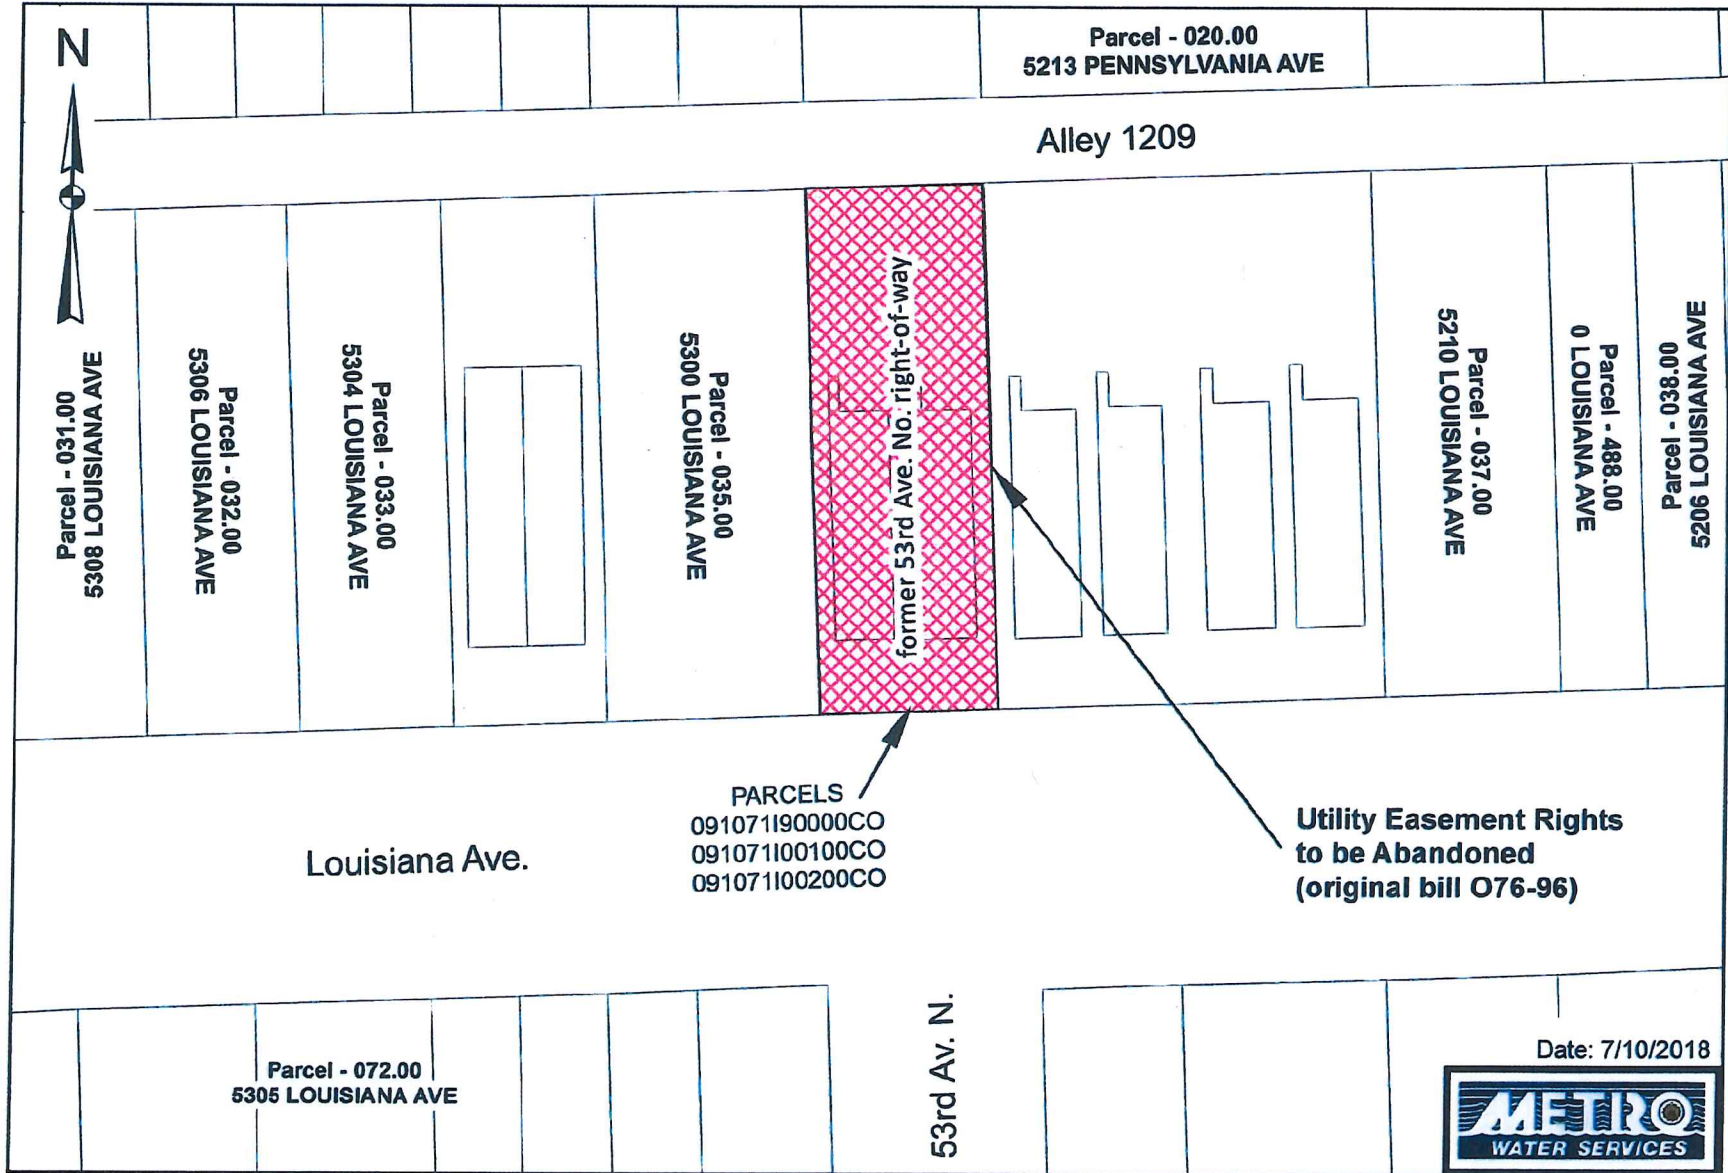 N
Parcel - 020.00
5213 PENNSYLVANIA AVE
Alley 1209
Parcel - 031.00
5308 LOUISIANA AVE
Parcel - 032.00
5306 LOUISIANA AVE
Parcel - 033.00
5304 LOUISIANA AVE
Parcel - 035.00
5300 LOUISIANA AVE
former 53rd Ave. No. right-of-way
Parcel - 037.00
5210 LOUISIANA AVE
Parcel - 488.00
0 LOUISIANA AVE
Parcel - 038.00
5206 LOUISIANA AVE
PARCELS
091071I90000CO
091071I00100CO
091071I00200CO
Louisiana Ave.
Utility Easement Rights
to be Abandoned
(original bill O76-96)
Parcel - 072.00
5305 LOUISIANA AVE
53rd Av. N.
Date: 7/10/2018
METRO
WATER SERVICES